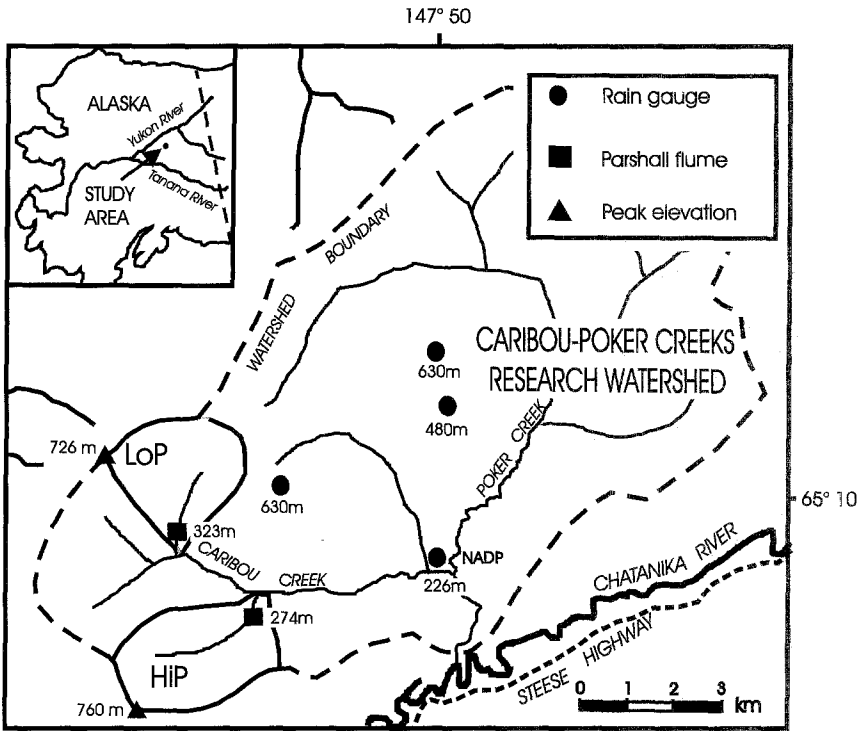 147° 50
ALASKA
Yukon River
Tanana River
STUDY
AREA
Rain gauge
Parshall flume
Peak elevation
WATERSHED
BOUNDARY
CARIBOU-POKER CREEKS
RESEARCH WATERSHED
630m
480m
POKER CREEK
726 m
LoP
630m
65° 10
323m
NADP
CARIBOU
CREEK
226m
CHATANIKA RIVER
274m
STEESE HIGHWAY
HiP
760 m
0 1 2 3 km